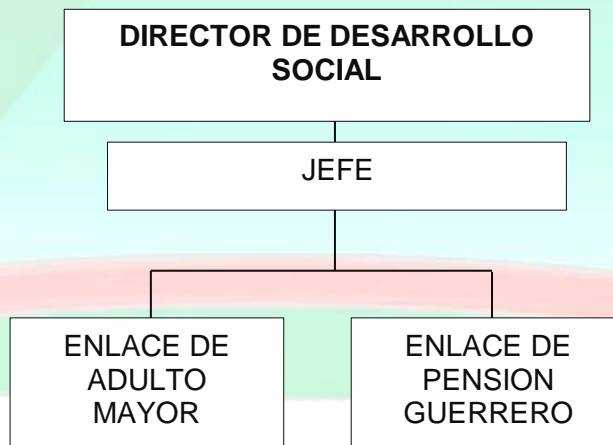 DIRECTOR DE DESARROLLO
SOCIAL
JEFE
ENLACE DE
ADULTO
MAYOR
ENLACE DE
PENSION
GUERRERO